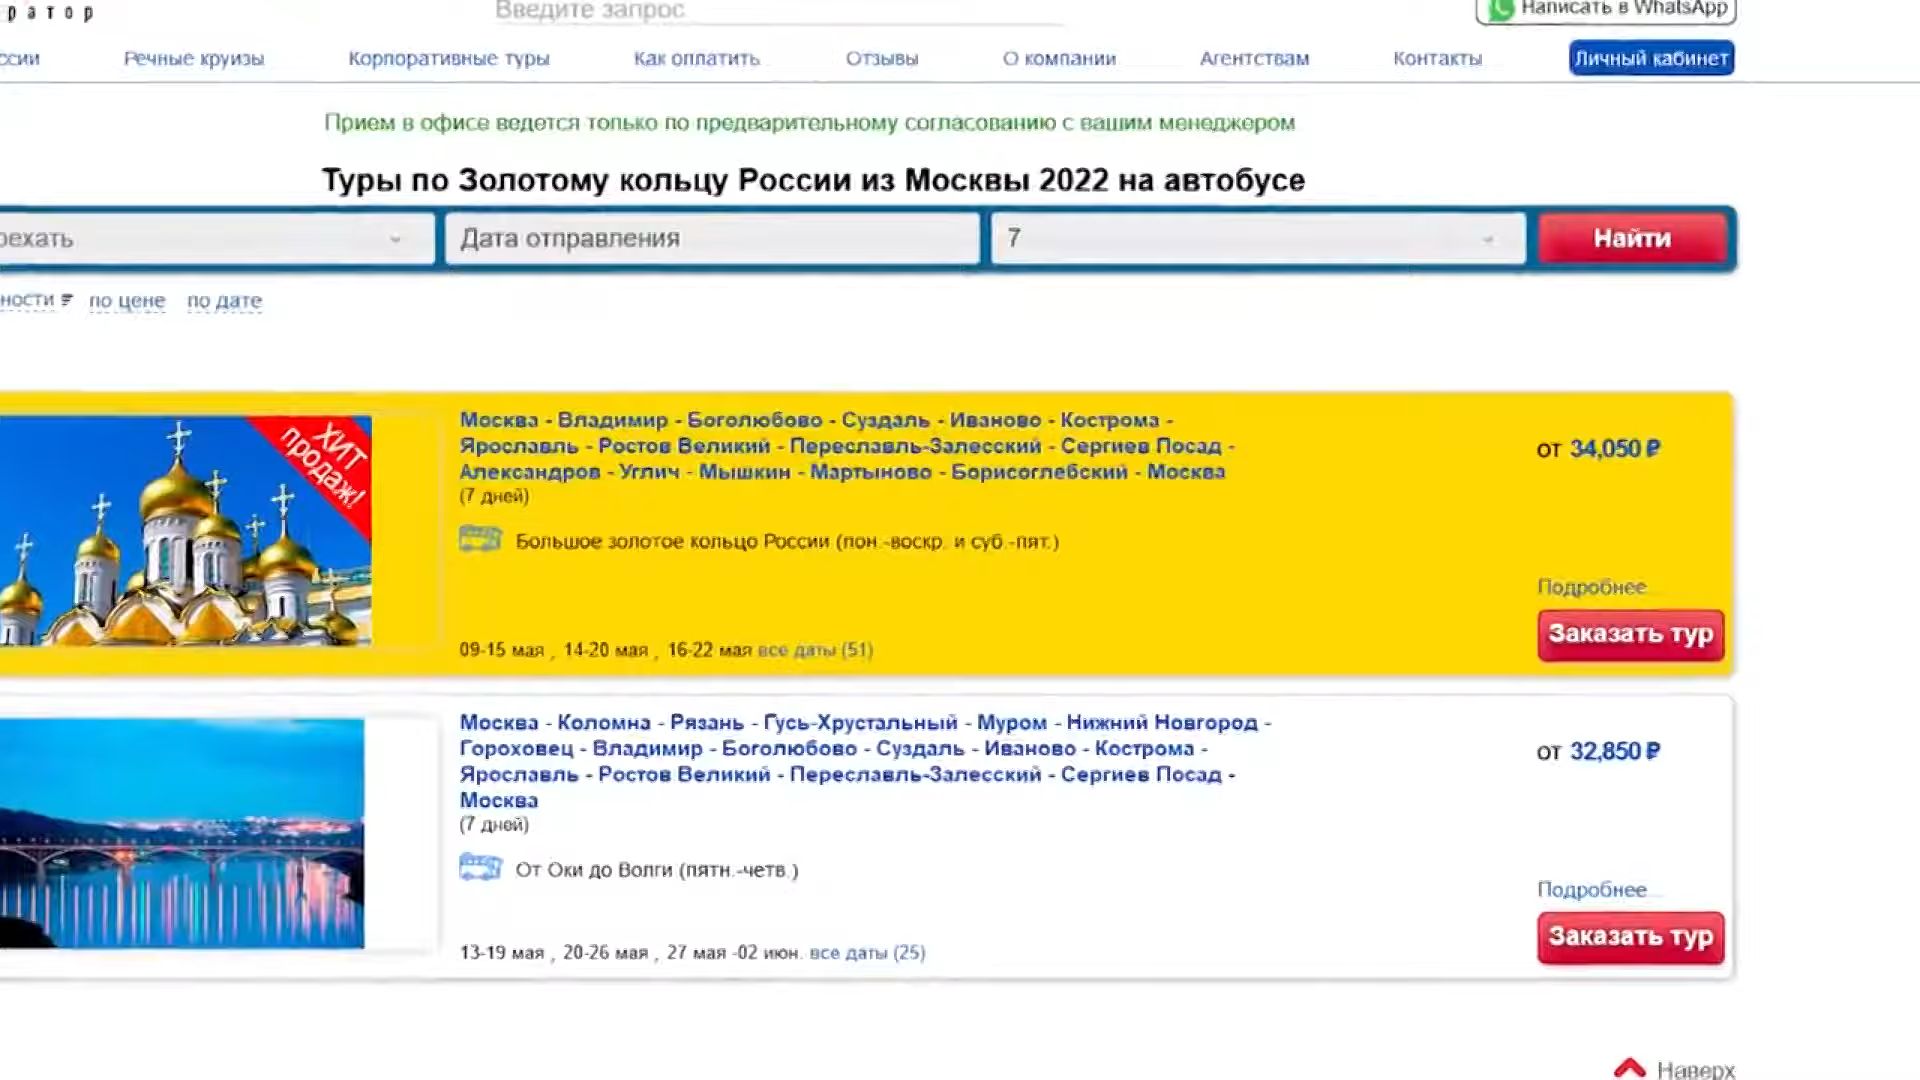 ратор
Введите запрос
Написать в WhatsApp
ссии Речные круизы Корпоративные туры Как оплатить Отзывы О компании Агентствам Контакты Личный кабинет
Прием в офисе ведется только по предварительному согласованию с вашим менеджером
Туры по Золотому кольцу России из Москвы 2022 на автобусе
оехать Дата отправления 7 Найти
ности по цене по дате
ХИТ
продаж!
Москва - Владимир - Боголюбово - Суздаль - Иваново - Кострома -
Ярославль - Ростов Великий - Переславль-Залесский - Сергиев Посад -
Александров - Углич - Мышкин - Мартыново - Борисоглебский - Москва
(7 дней)
от 34,050 ₽
Большое золотое кольцо России (пон.-воскр. и суб.-пят.)
Подробнее...
Заказать тур
09-15 мая , 14-20 мая , 16-22 мая все даты (51)
Москва - Коломна - Рязань - Гусь-Хрустальный - Муром - Нижний Новгород -
Гороховец - Владимир - Боголюбово - Суздаль - Иваново - Кострома -
Ярославль - Ростов Великий - Переславль-Залесский - Сергиев Посад -
Москва
(7 дней)
от 32,850 ₽
От Оки до Волги (пятн.-четв.)
Подробнее...
Заказать тур
13-19 мая , 20-26 мая , 27 мая -02 июн. все даты (25)
Наверх